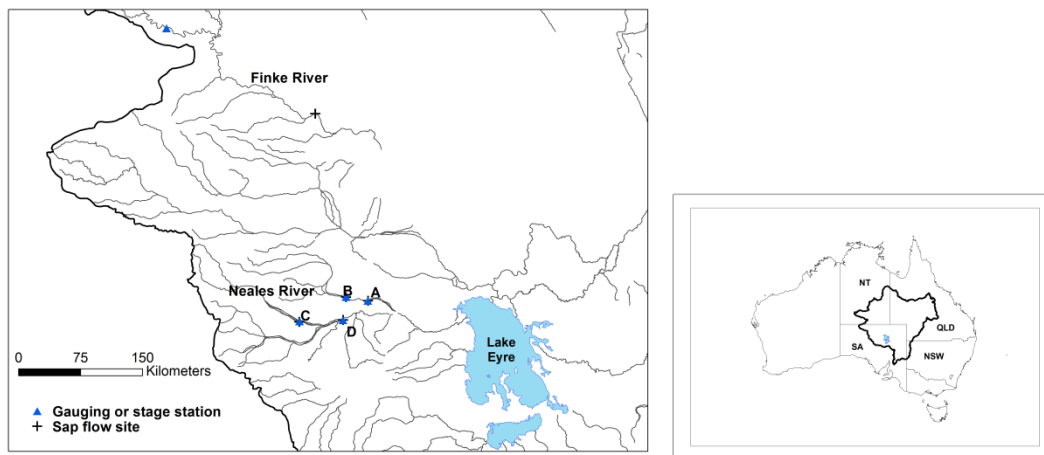 Finke River
Neales River
B
A
C
D
Lake
Eyre
0 75 150
Kilometers
Gauging or stage station
Sap flow site
NT
QLD
SA
NSW